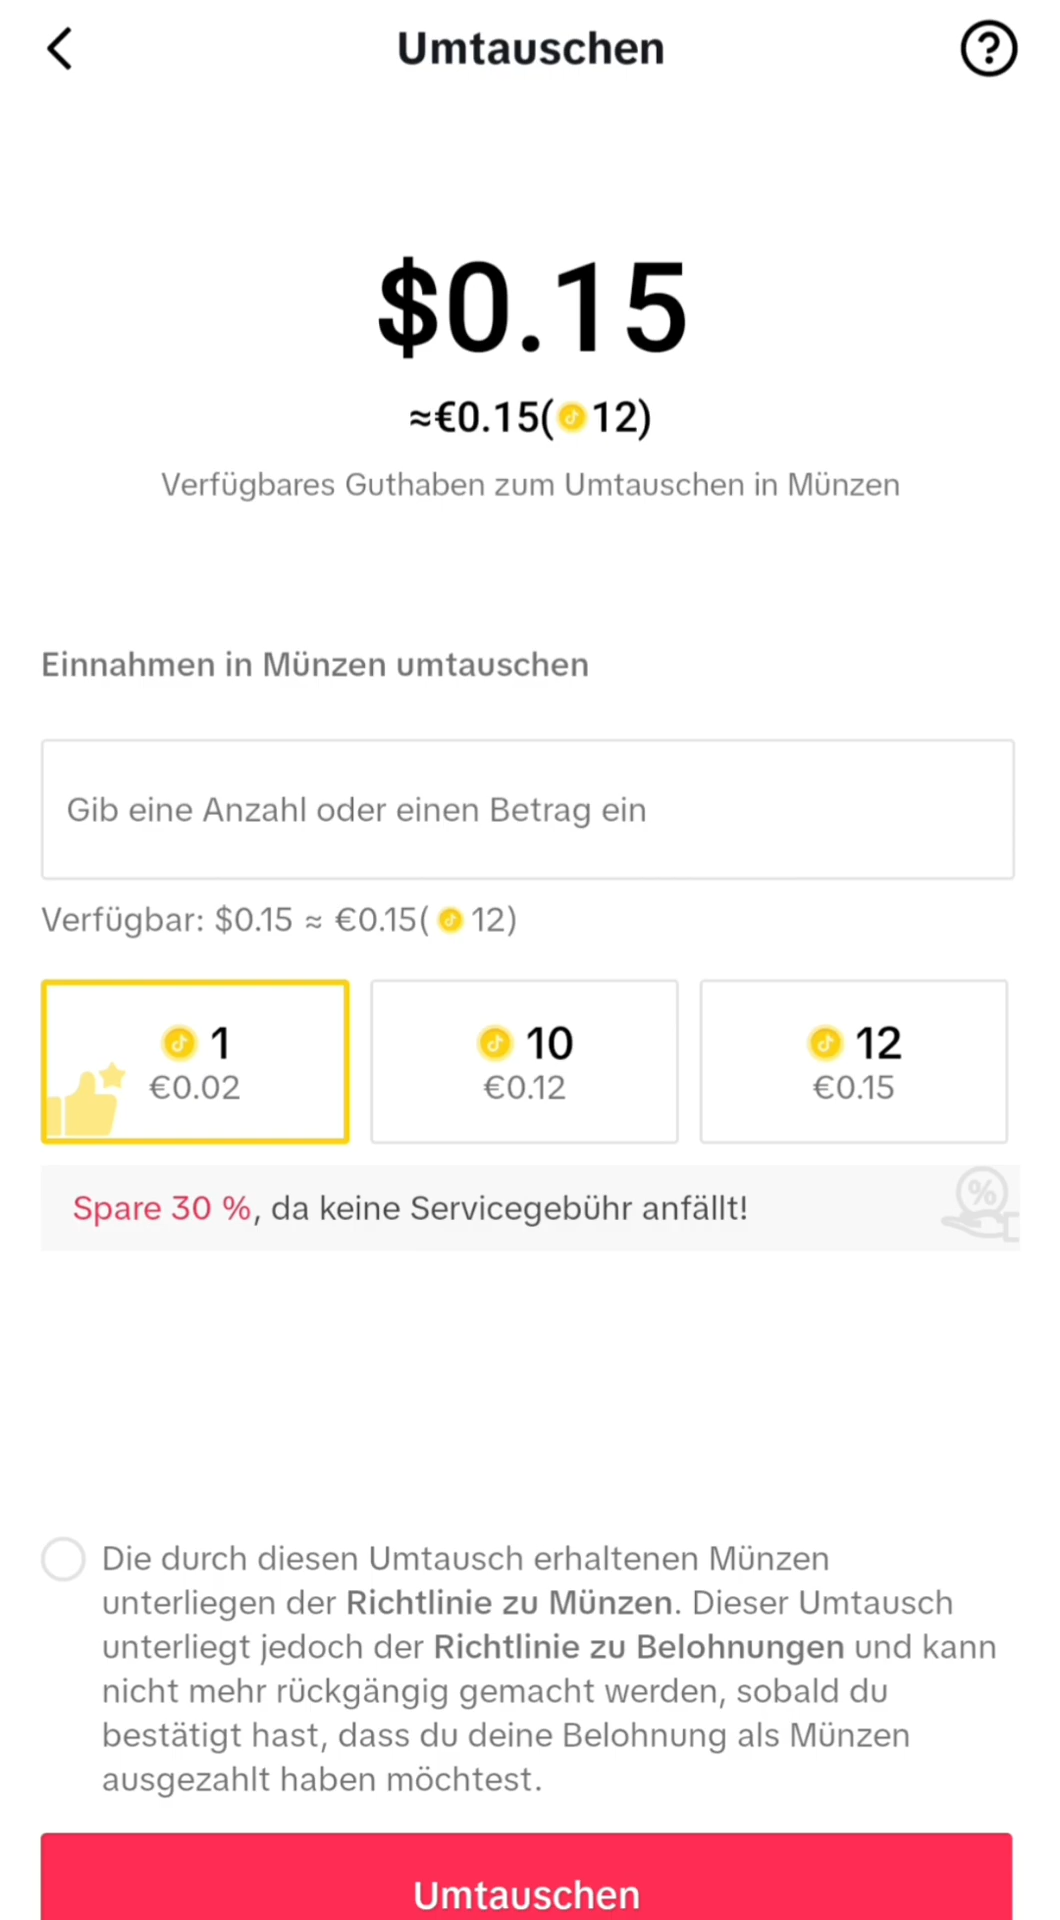 Umtauschen
$0.15
≈€0.15(12)
Verfügbares Guthaben zum Umtauschen in Münzen
Einnahmen in Münzen umtauschen
Gib eine Anzahl oder einen Betrag ein
Verfügbar: $0.15 ≈ €0.15(12)
1
€0.02
10
€0.12
12
€0.15
Spare 30 %, da keine Servicegebühr anfällt!
Die durch diesen Umtausch erhaltenen Münzen
unterliegen der Richtlinie zu Münzen. Dieser Umtausch
unterliegt jedoch der Richtlinie zu Belohnungen und kann
nicht mehr rückgängig gemacht werden, sobald du
bestätigt hast, dass du deine Belohnung als Münzen
ausgezahlt haben möchtest.
Umtauschen